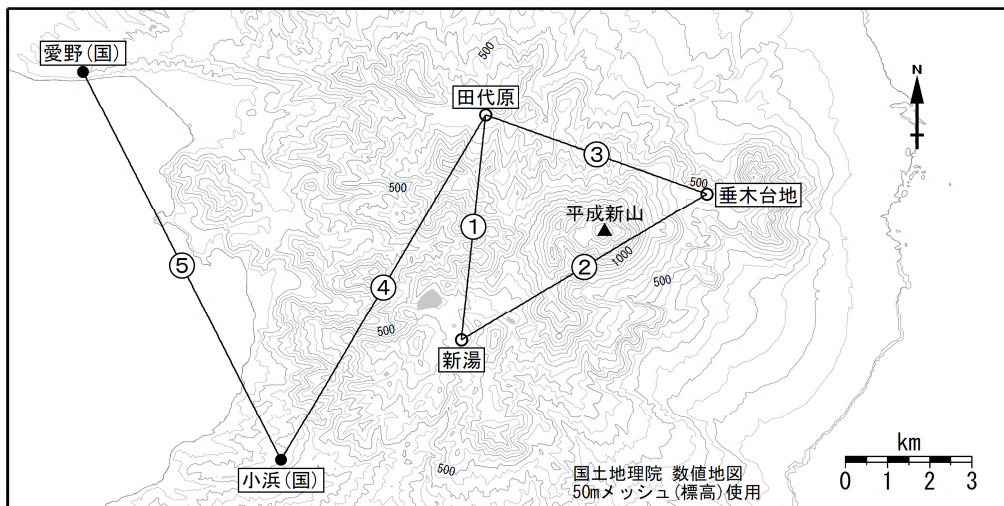 愛野(国)
500
田代原
N
③
500
500
垂木台地
平成新山
①
②
1000
⑤
④
500
500
新湯
km
小浜(国)
500
国土地理院 数値地図
50mメッシュ(標高)使用
0 1 2 3